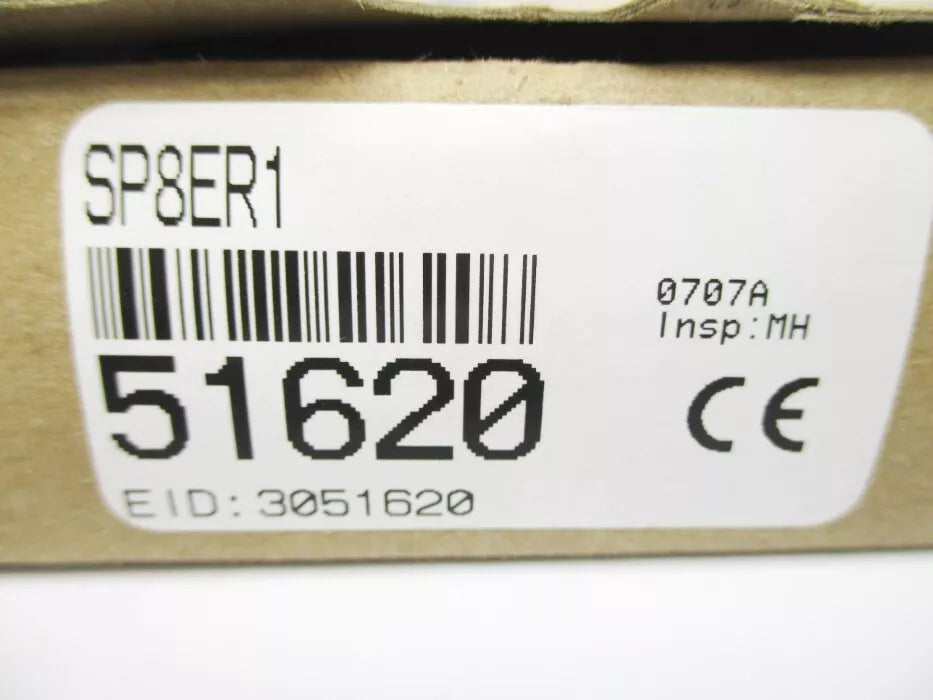 SP8ER1
0707A
Insp:MH
51620
CE
EID:3051620